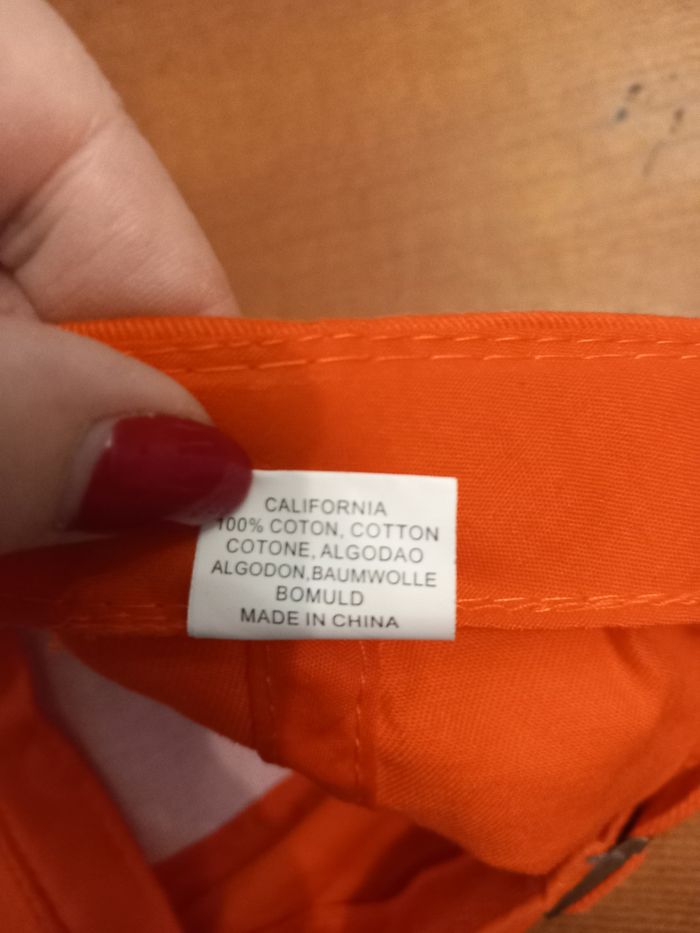 CALIFORNIA
100% COTON, COTTON
COTONE, ALGODAO
ALGODON,BAUMWOLLE
BOMULD
MADE IN CHINA